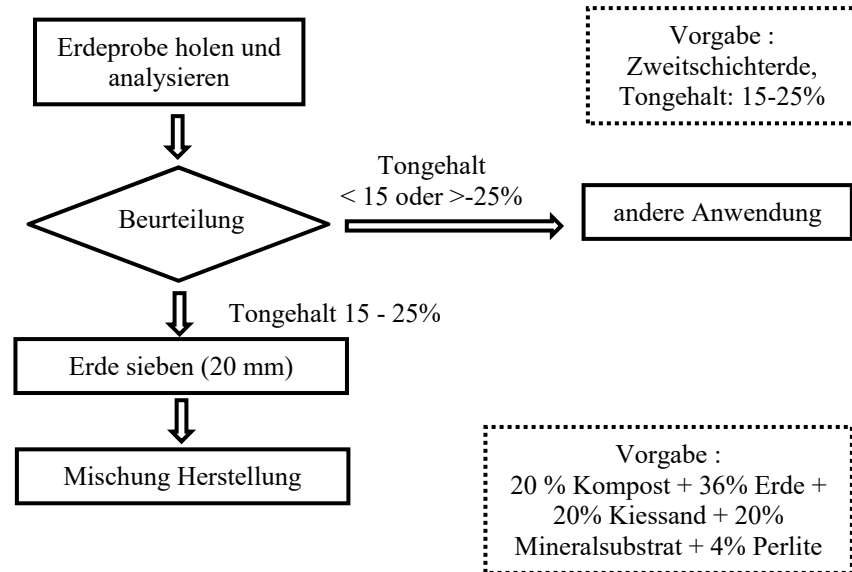 Erdeprobe holen und
analysieren
Vorgabe :
Zweitschichterde,
Tongehalt: 15-25%
Tongehalt
< 15 oder >-25%
Beurteilung
andere Anwendung
Tongehalt 15 - 25%
Erde sieben (20 mm)
Mischung Herstellung
Vorgabe :
20 % Kompost + 36% Erde +
20% Kiessand + 20%
Mineralsubstrat + 4% Perlite